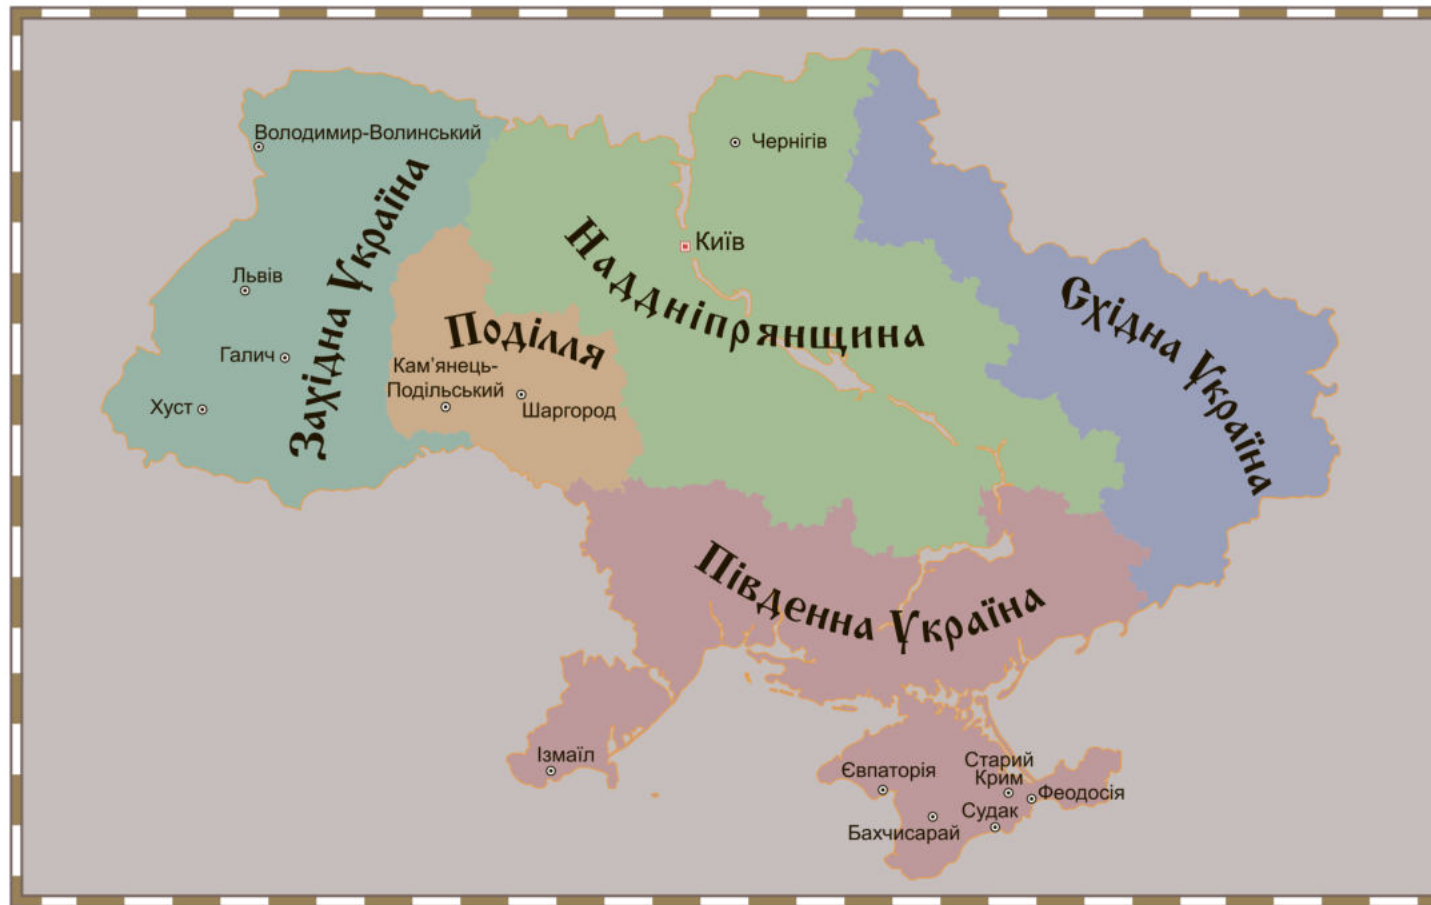 Володимир-Волинський
Чернігів
Західна Україна
Наддніпрянщина
Київ
Східна Україна
Львів
Поділля
Галич
Кам'янець-
Подільський
Шаргород
Хуст
Південна Україна
Ізмаїл
Євпаторія
Старий
Крим
Феодосія
Судак
Бахчисарай